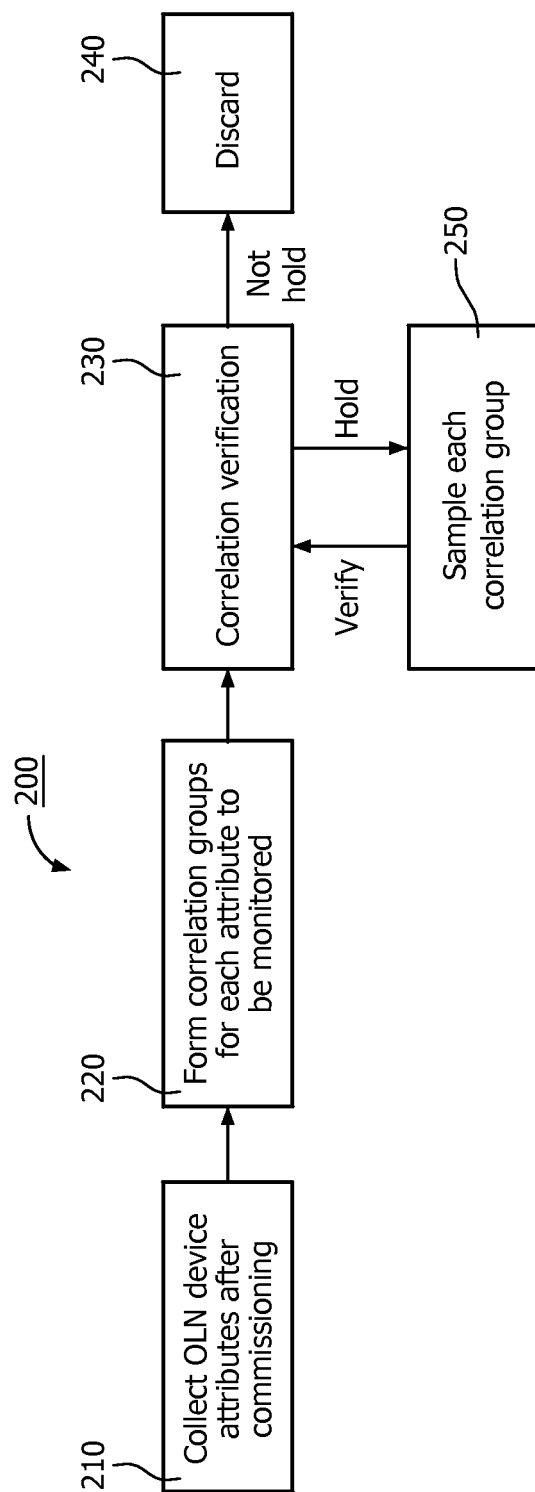 200
210
Collect OLN device
attributes after
commissioning
220
Form correlation groups
for each attribute to
be monitored
230
Correlation verification
Not
hold
240
Discard
Verify
Hold
250
Sample each
correlation group